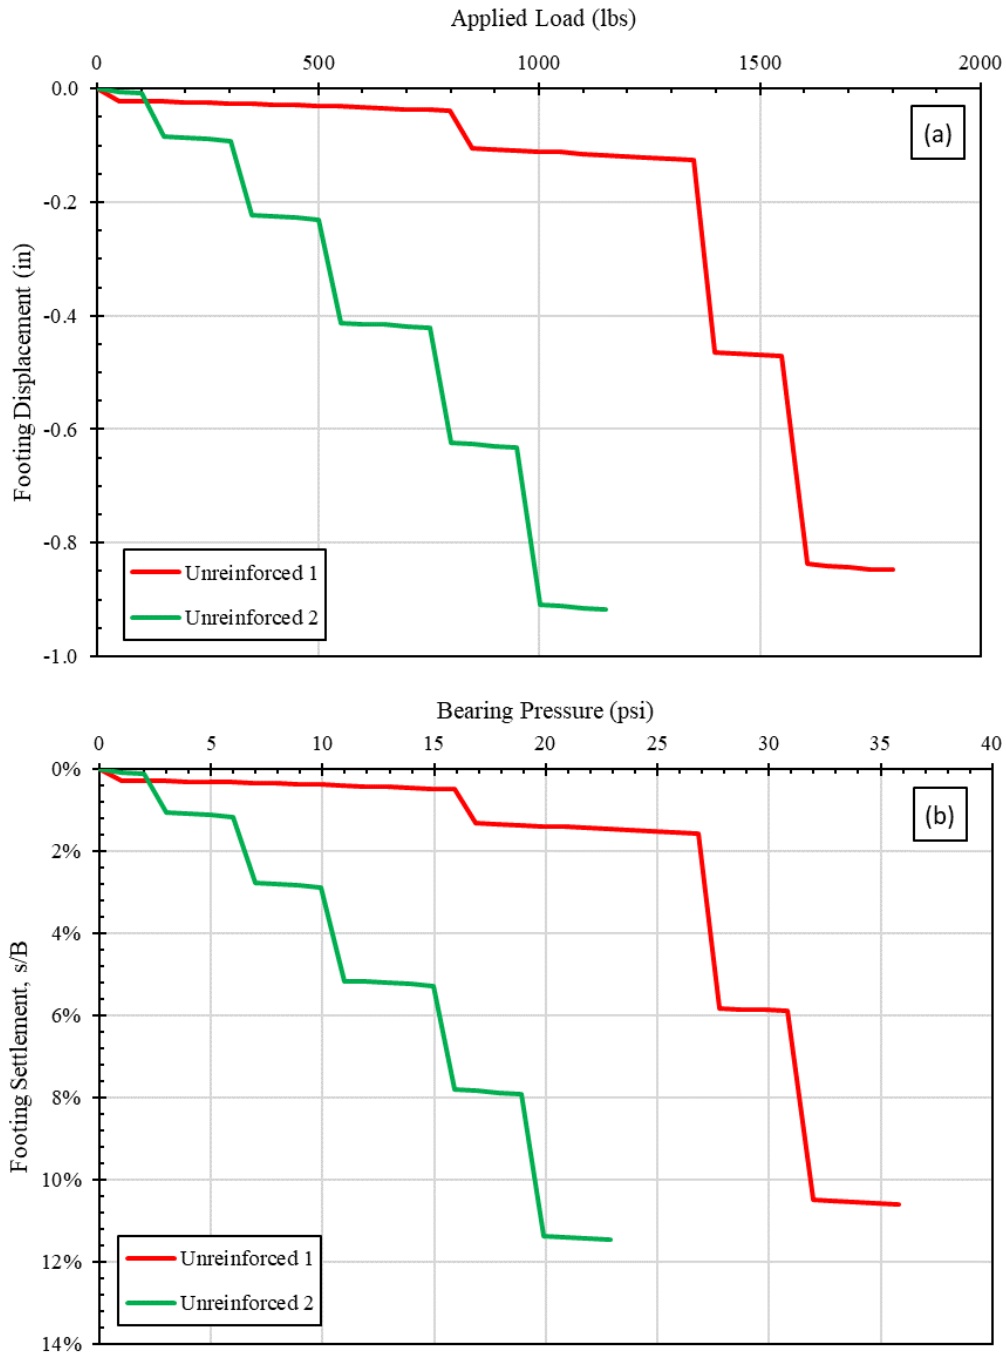 Applied Load (lbs)
0 500 1000 1500 2000
0.0
-0.2
-0.4
-0.6
-0.8
-1.0
Footing Displacement (in)
(a)
Unreinforced 1
Unreinforced 2
Bearing Pressure (psi)
0 5 10 15 20 25 30 35 40
0%
2%
4%
6%
8%
10%
12%
14%
Footing Settlement, s/B
(b)
Unreinforced 1
Unreinforced 2